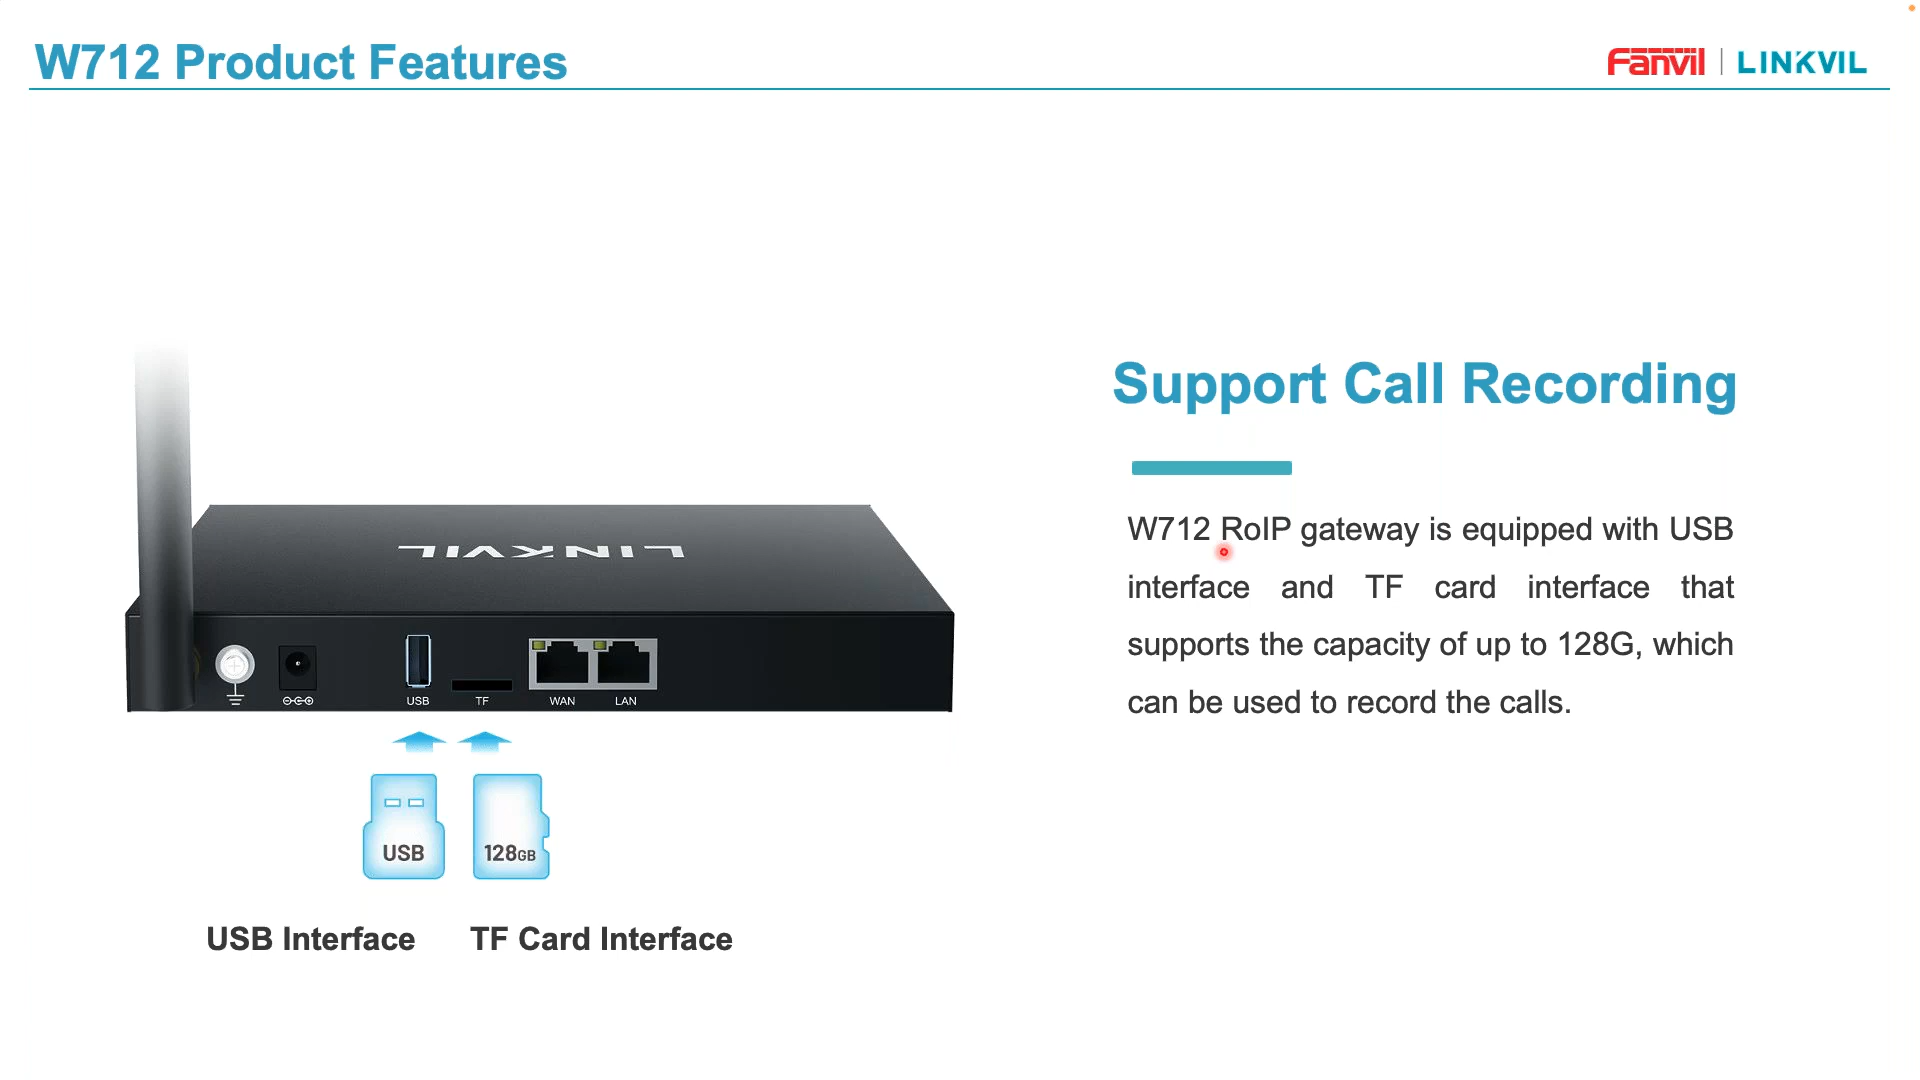 W712 Product Features
Fanvil | LINKVIL
Support Call Recording
W712 RoIP gateway is equipped with USB
interface and TF card interface that
supports the capacity of up to 128G, which
can be used to record the calls.
LINKVIL
USB
TF
WAN
LAN
USB
128GB
USB Interface
TF Card Interface